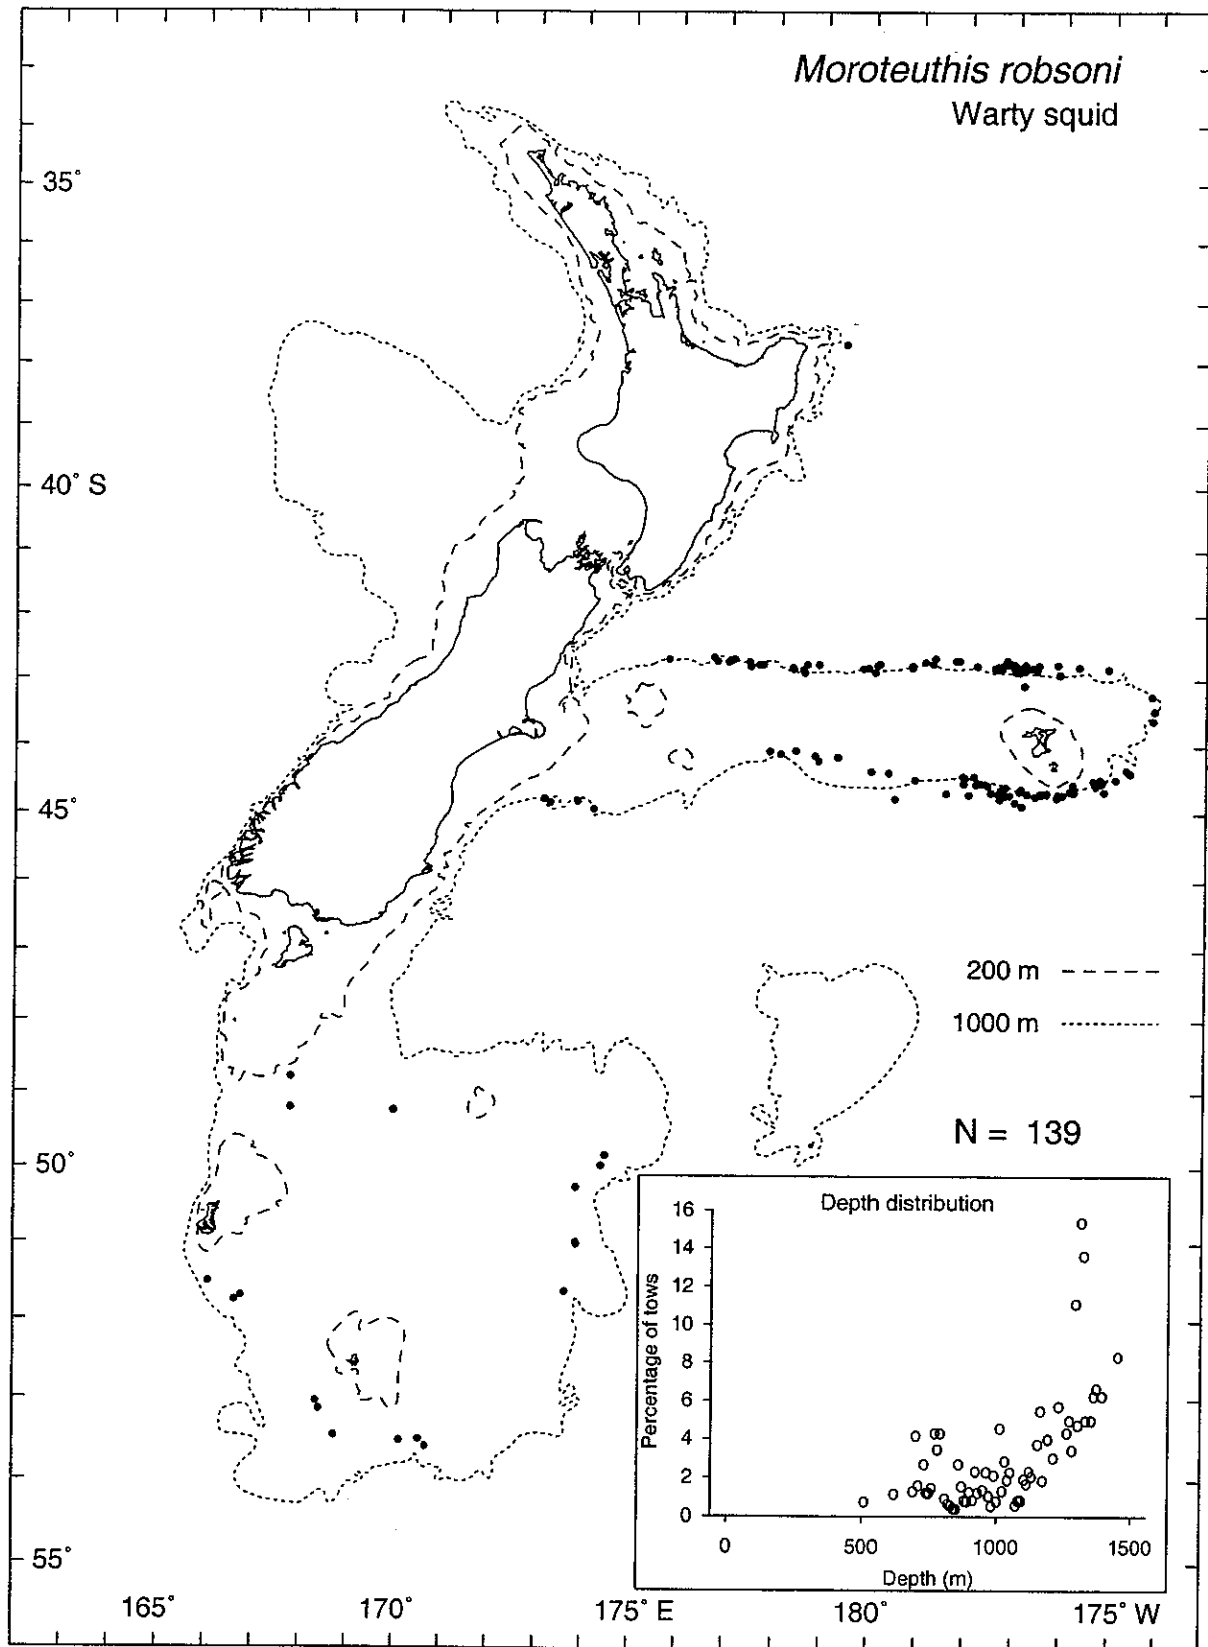 Moroteuthis robsoni
Warty squid
35°
40° S
45°
50°
55°
165°
170°
175° E
180°
175° W
200 m
1000 m
N = 139
Depth distribution
Percentage of tows
16
14
12
10
8
6
4
2
0
0
500
1000
1500
Depth (m)